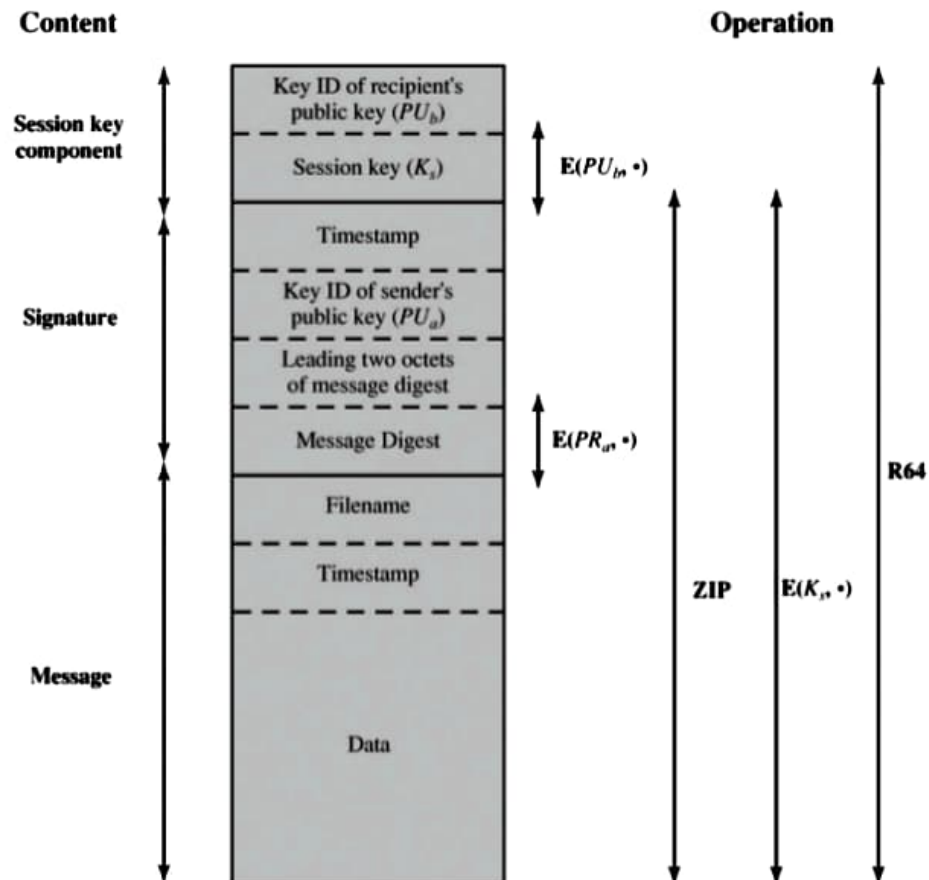 Content
Operation
Key ID of recipient's
public key (PU_b)
Session key
component
Session key (K_s)
E(PU_b, •)
Timestamp
Key ID of sender's
public key (PU_a)
Signature
Leading two octets
of message digest
Message Digest
E(PR_a, •)
R64
Filename
Timestamp
ZIP
E(K_s, •)
Message
Data